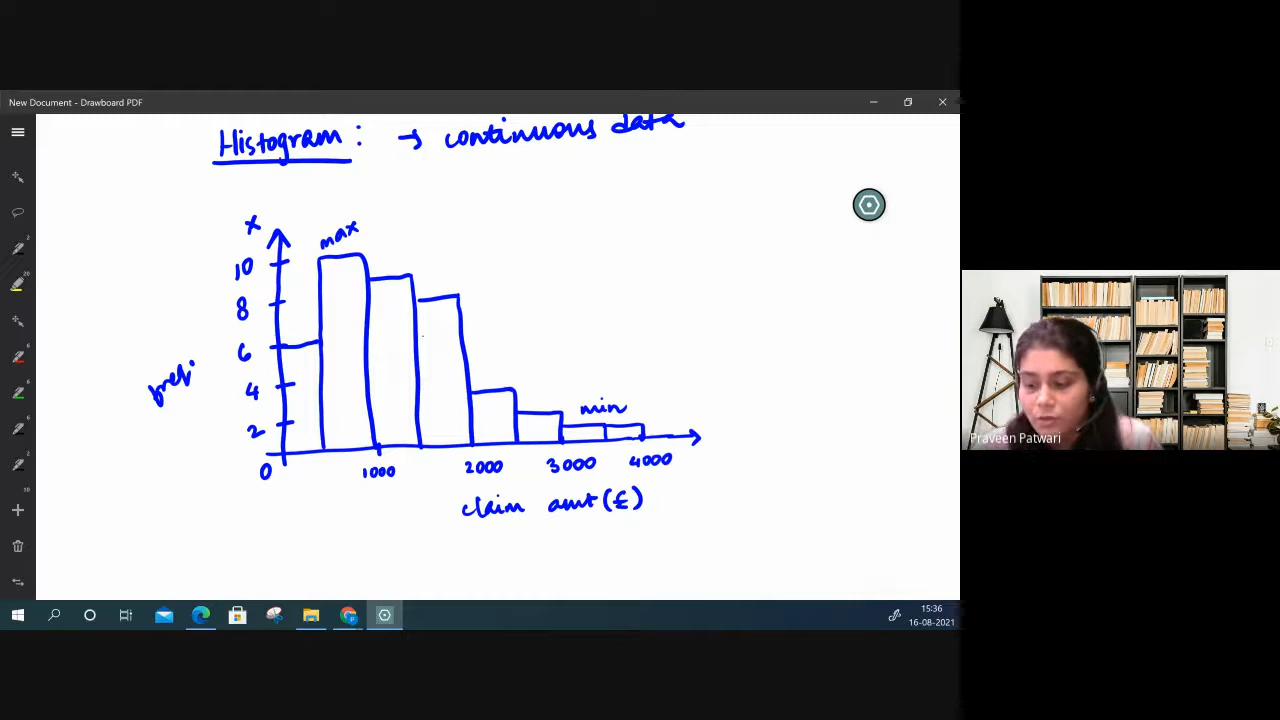 New Document - Drawboard PDF
Histogram : → continuous data
x
max
10
8
6
4
2
0
min
1000 2000 3000 4000
claim amt (£)
Praveen Patwari
15:36
16-08-2021